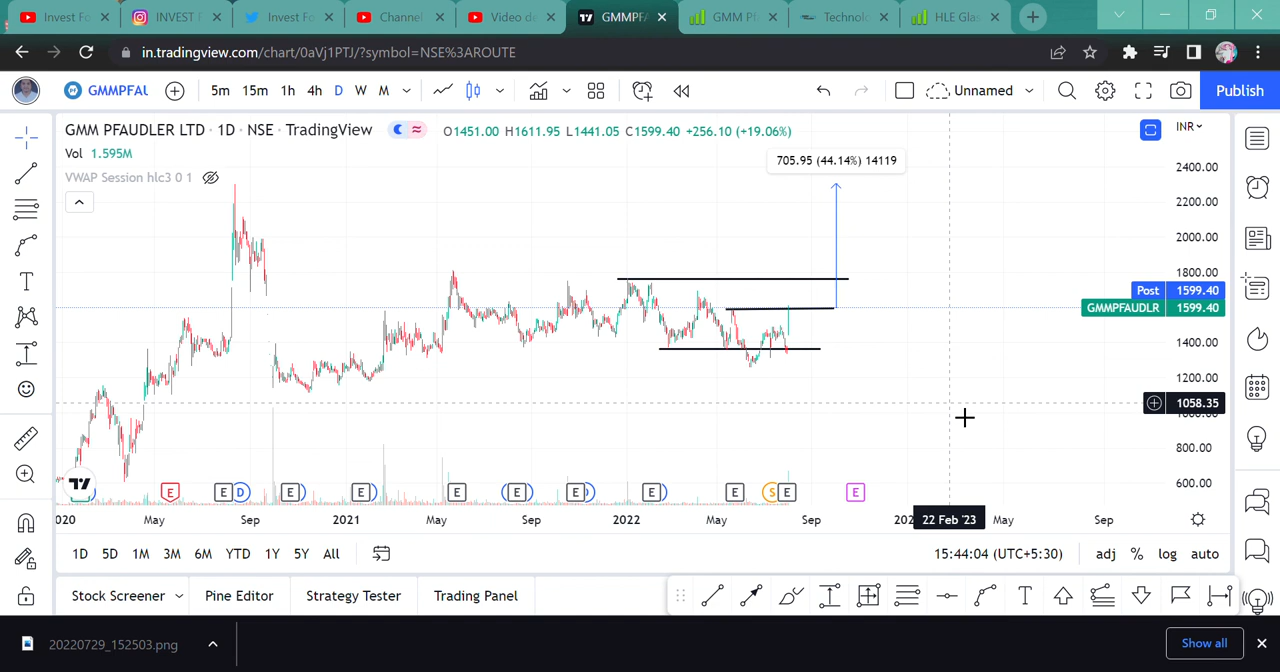 Invest Fo
INVEST F
Invest Fo
Channel
Video de
GMMPF
GMM Pf
Technolo
HLE Glas
in.tradingview.com/chart/0aVj1PTJ/?symbol=NSE%3AROUTE
GMMPFAU 5m 15m 1h 4h D W M Unnamed Publish
GMM PFAUDLER LTD · 1D · NSE · TradingView O1451.00 H1611.95 L1441.05 C1599.40 +256.10 (+19.06%) INR
Vol 1.595M
VWAP Session hlc3 0 1
705.95 (44.14%) 14119
2400.00
2200.00
2000.00
1800.00
Post 1599.40
GMMPFAUDLR 1599.40
1400.00
1200.00
1058.35
1000.00
800.00
600.00
E E D E E E E E E E S E E
2020 May Sep 2021 May Sep 2022 May Sep 22 Feb '23 May Sep
1D 5D 1M 3M 6M YTD 1Y 5Y All 15:44:04 (UTC+5:30) adj % log auto
Stock Screener Pine Editor Strategy Tester Trading Panel
20220729_152503.png Show all